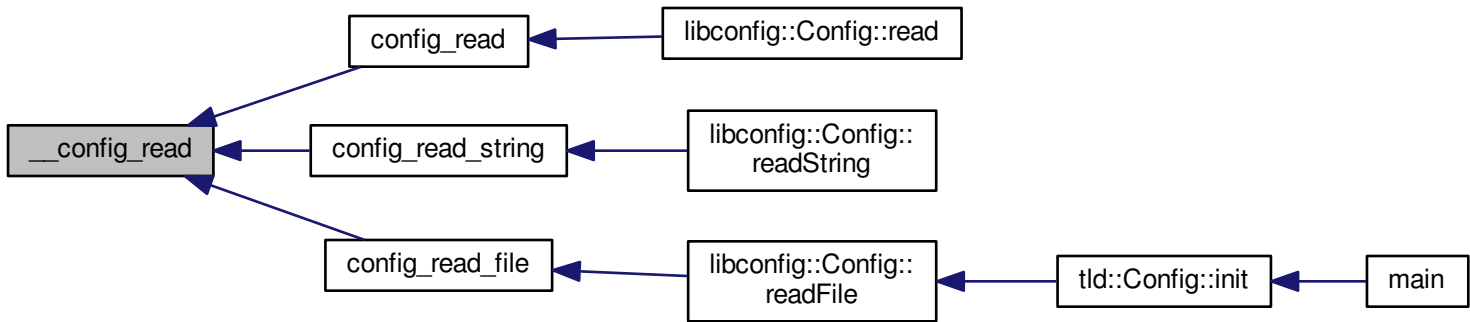 config_read
libconfig::Config::read
__config_read
config_read_string
libconfig::Config::
readString
config_read_file
libconfig::Config::
readFile
tld::Config::init
main